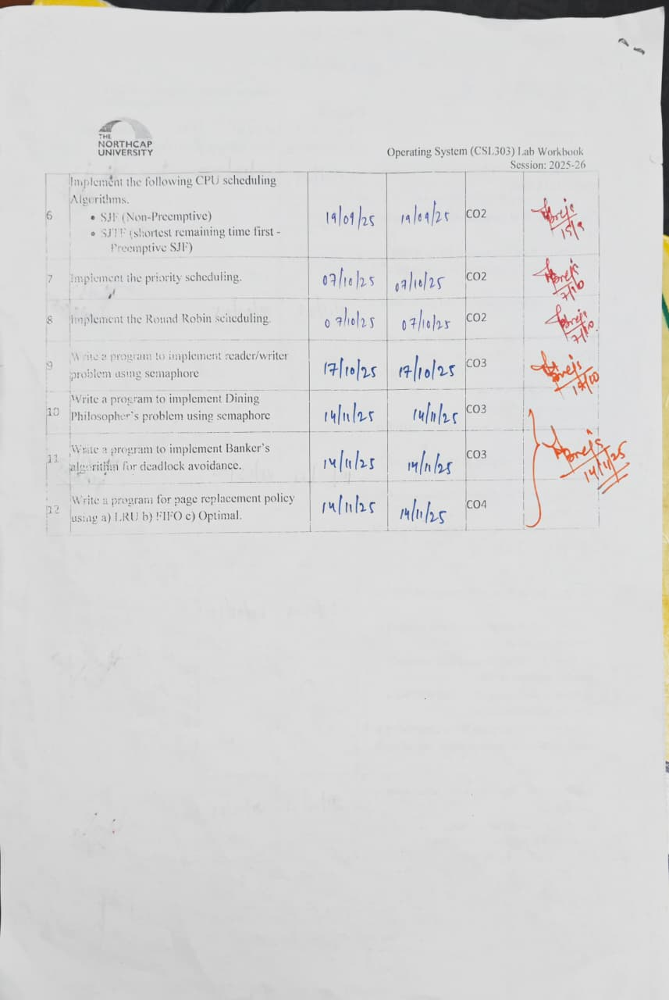 THE
NORTHCAP
UNIVERSITY
Operating System (CSL303) Lab Workbook
Session: 2025-26
6
Implement the following CPU scheduling
Algorithms.
• SJF (Non-Preemptive)
• SJTF (shortest remaining time first -
Preemptive SJF)
19/09/25
19/09/25
CO2
15/9
7
Implement the priority scheduling.
07/10/25
07/10/25
CO2
7/10
8
Implement the Round Robin scheduling.
07/10/25
07/10/25
CO2
7/10
9
Write a program to implement reader/writer
problem using semaphore
17/10/25
17/10/25
CO3
10
Write a program to implement Dining
Philosopher's problem using semaphore
14/11/25
14/11/25
CO3
11
Write a program to implement Banker's
algorithm for deadlock avoidance.
14/11/25
14/11/25
CO3
14/11/25
12
Write a program for page replacement policy
using a) LRU b) FIFO c) Optimal.
14/11/25
14/11/25
CO4